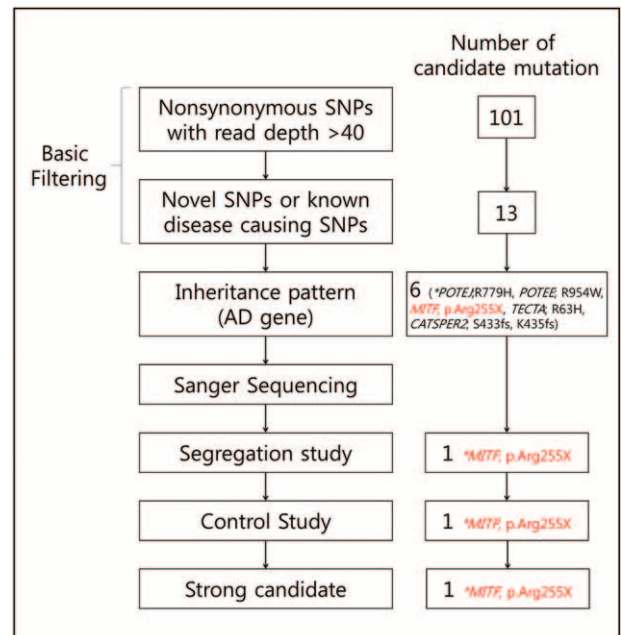 Number of
candidate mutation
Basic
Filtering
Nonsynonymous SNPs
with read depth >40
101
Novel SNPs or known
disease causing SNPs
13
Inheritance pattern
(AD gene)
6 (*POTEJ;R779H, POTEE, R954W,
MITF, p.Arg255X, TECTA; R63H,
CATSPER2; S433fs, K435fs)
Sanger Sequencing
Segregation study
1 *MITF, p.Arg255X
Control Study
1 *MITF, p.Arg255X
Strong candidate
1 *MITF, p.Arg255X